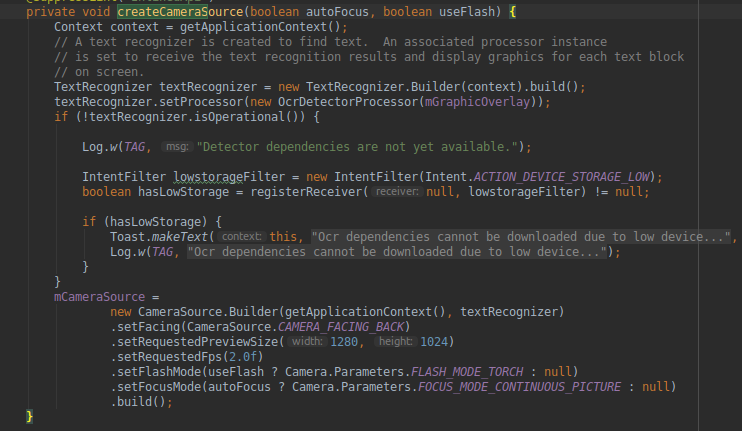 private void createCameraSource(boolean autoFocus, boolean useFlash) {
Context context = getApplicationContext();
// A text recognizer is created to find text.  An associated processor instance
// is set to receive the text recognition results and display graphics for each text block
// on screen.
TextRecognizer textRecognizer = new TextRecognizer.Builder(context).build();
textRecognizer.setProcessor(new OcrDetectorProcessor(mGraphicOverlay));
if (!textRecognizer.isOperational()) {
Log.w(TAG, msg: "Detector dependencies are not yet available.");
IntentFilter lowstorageFilter = new IntentFilter(Intent.ACTION_DEVICE_STORAGE_LOW);
boolean hasLowStorage = registerReceiver( receiver: null, lowstorageFilter) != null;
if (hasLowStorage) {
Toast.makeText( context: this, "Ocr dependencies cannot be downloaded due to low device...",
Log.w(TAG, "Ocr dependencies cannot be downloaded due to low device...");
}
}
mCameraSource =
new CameraSource.Builder(getApplicationContext(), textRecognizer)
.setFacing(CameraSource.CAMERA_FACING_BACK)
.setRequestedPreviewSize( width: 1280, height: 1024)
.setRequestedFps(2.0f)
.setFlashMode(useFlash ? Camera.Parameters.FLASH_MODE_TORCH : null)
.setFocusMode(autoFocus ? Camera.Parameters.FOCUS_MODE_CONTINUOUS_PICTURE : null)
.build();
}